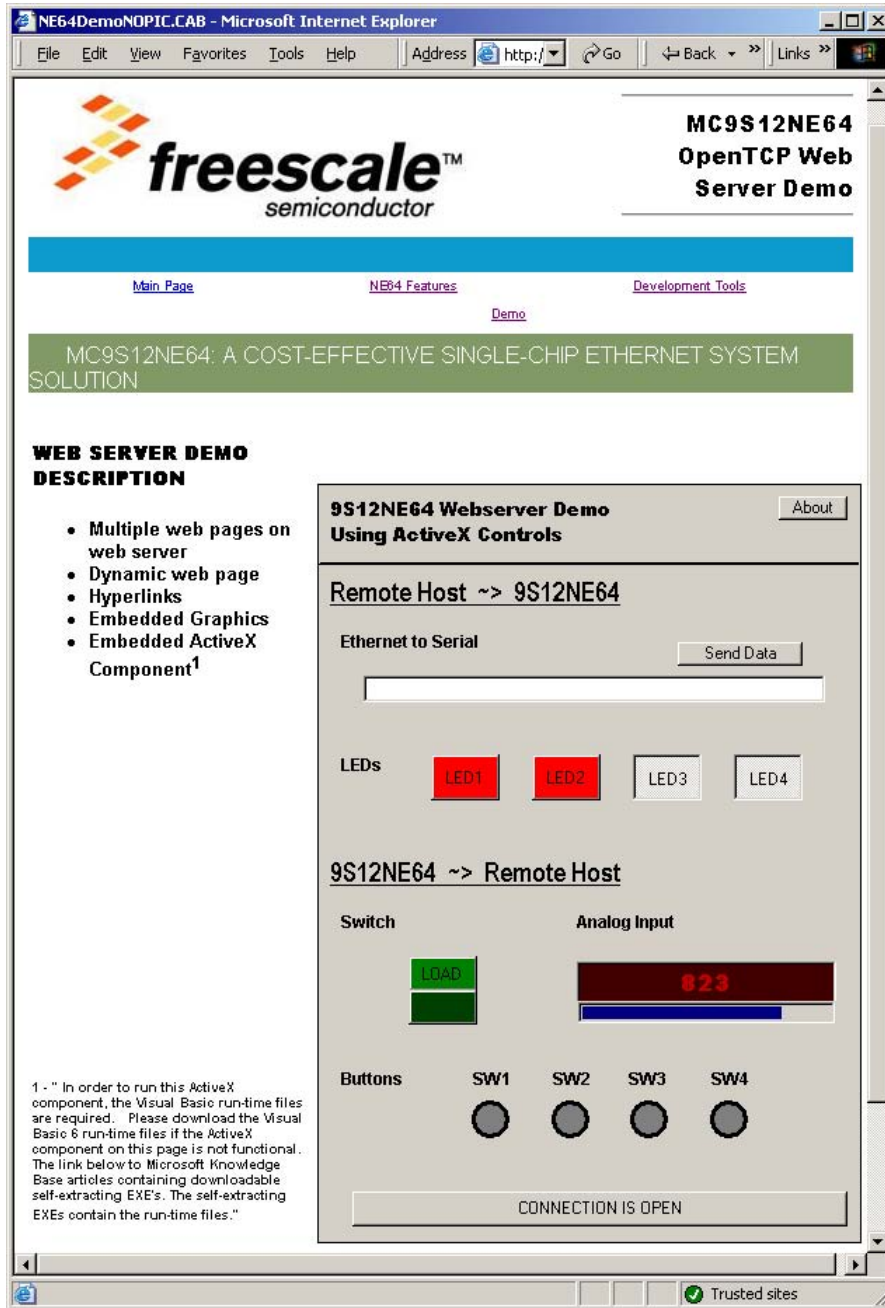 NE64DemoNOPIC.CAB - Microsoft Internet Explorer
File Edit View Favorites Tools Help Address http:/ Go Back » Links »
freescale™
semiconductor
MC9S12NE64
OpenTCP Web
Server Demo
Main Page
NE64 Features
Development Tools
Demo
MC9S12NE64: A COST-EFFECTIVE SINGLE-CHIP ETHERNET SYSTEM
SOLUTION
WEB SERVER DEMO
DESCRIPTION
• Multiple web pages on
web server
• Dynamic web page
• Hyperlinks
• Embedded Graphics
• Embedded ActiveX
Component1
1 - " In order to run this ActiveX
component, the Visual Basic run-time files
are required. Please download the Visual
Basic 6 run-time files if the ActiveX
component on this page is not functional.
The link below to Microsoft Knowledge
Base articles containing downloadable
self-extracting EXE's. The self-extracting
EXEs contain the run-time files."
9S12NE64 Webserver Demo
Using ActiveX Controls
About
Remote Host ~> 9S12NE64
Ethernet to Serial
Send Data
LEDs
LED1
LED2
LED3
LED4
9S12NE64 ~> Remote Host
Switch
Analog Input
LOAD
823
Buttons
SW1
SW2
SW3
SW4
CONNECTION IS OPEN
Trusted sites